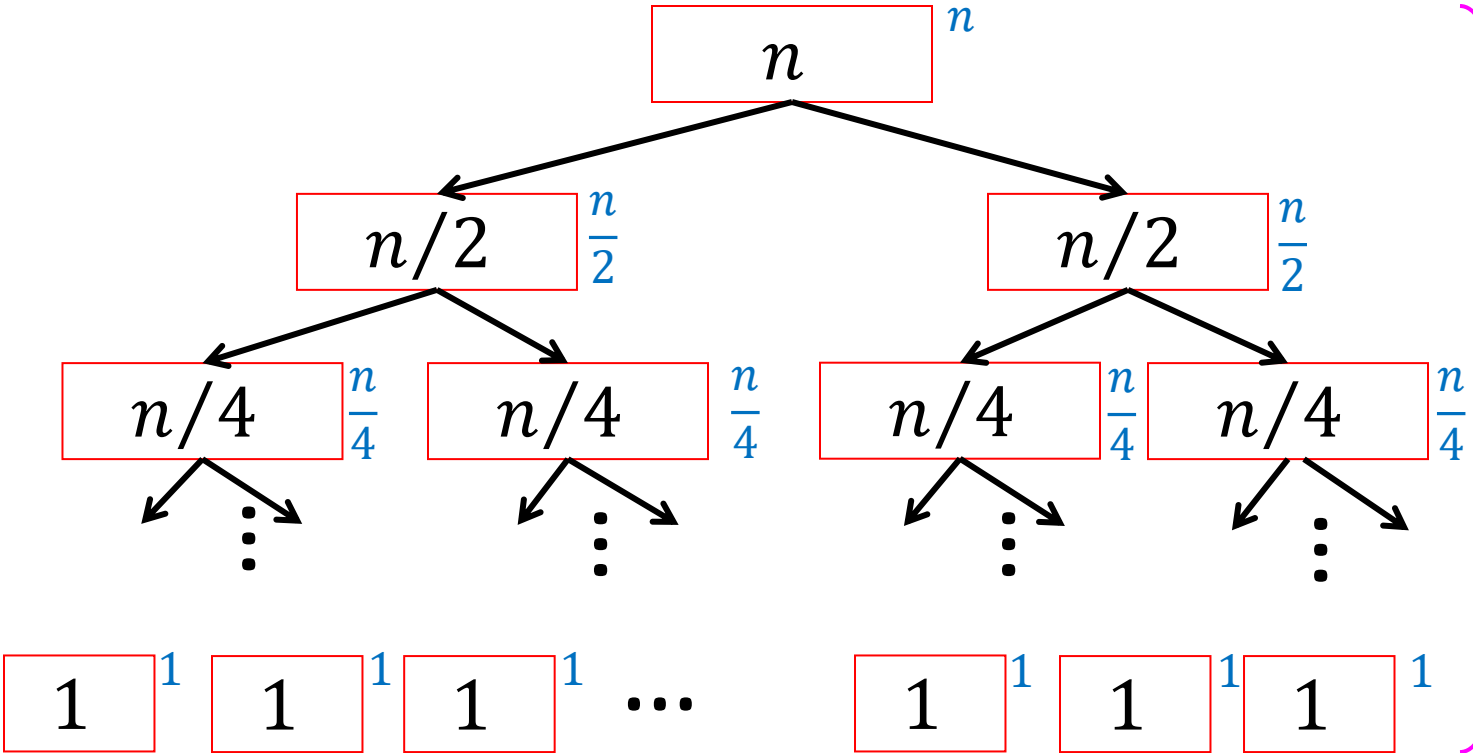 n n
n/2 n/2 n/2 n/2
n/4 n/4 n/4 n/4 n/4 n/4 n/4 n/4
⋮ ⋮ ⋮ ⋮
1 1 1 1 1 1 ⋯ 1 1 1 1 1 1